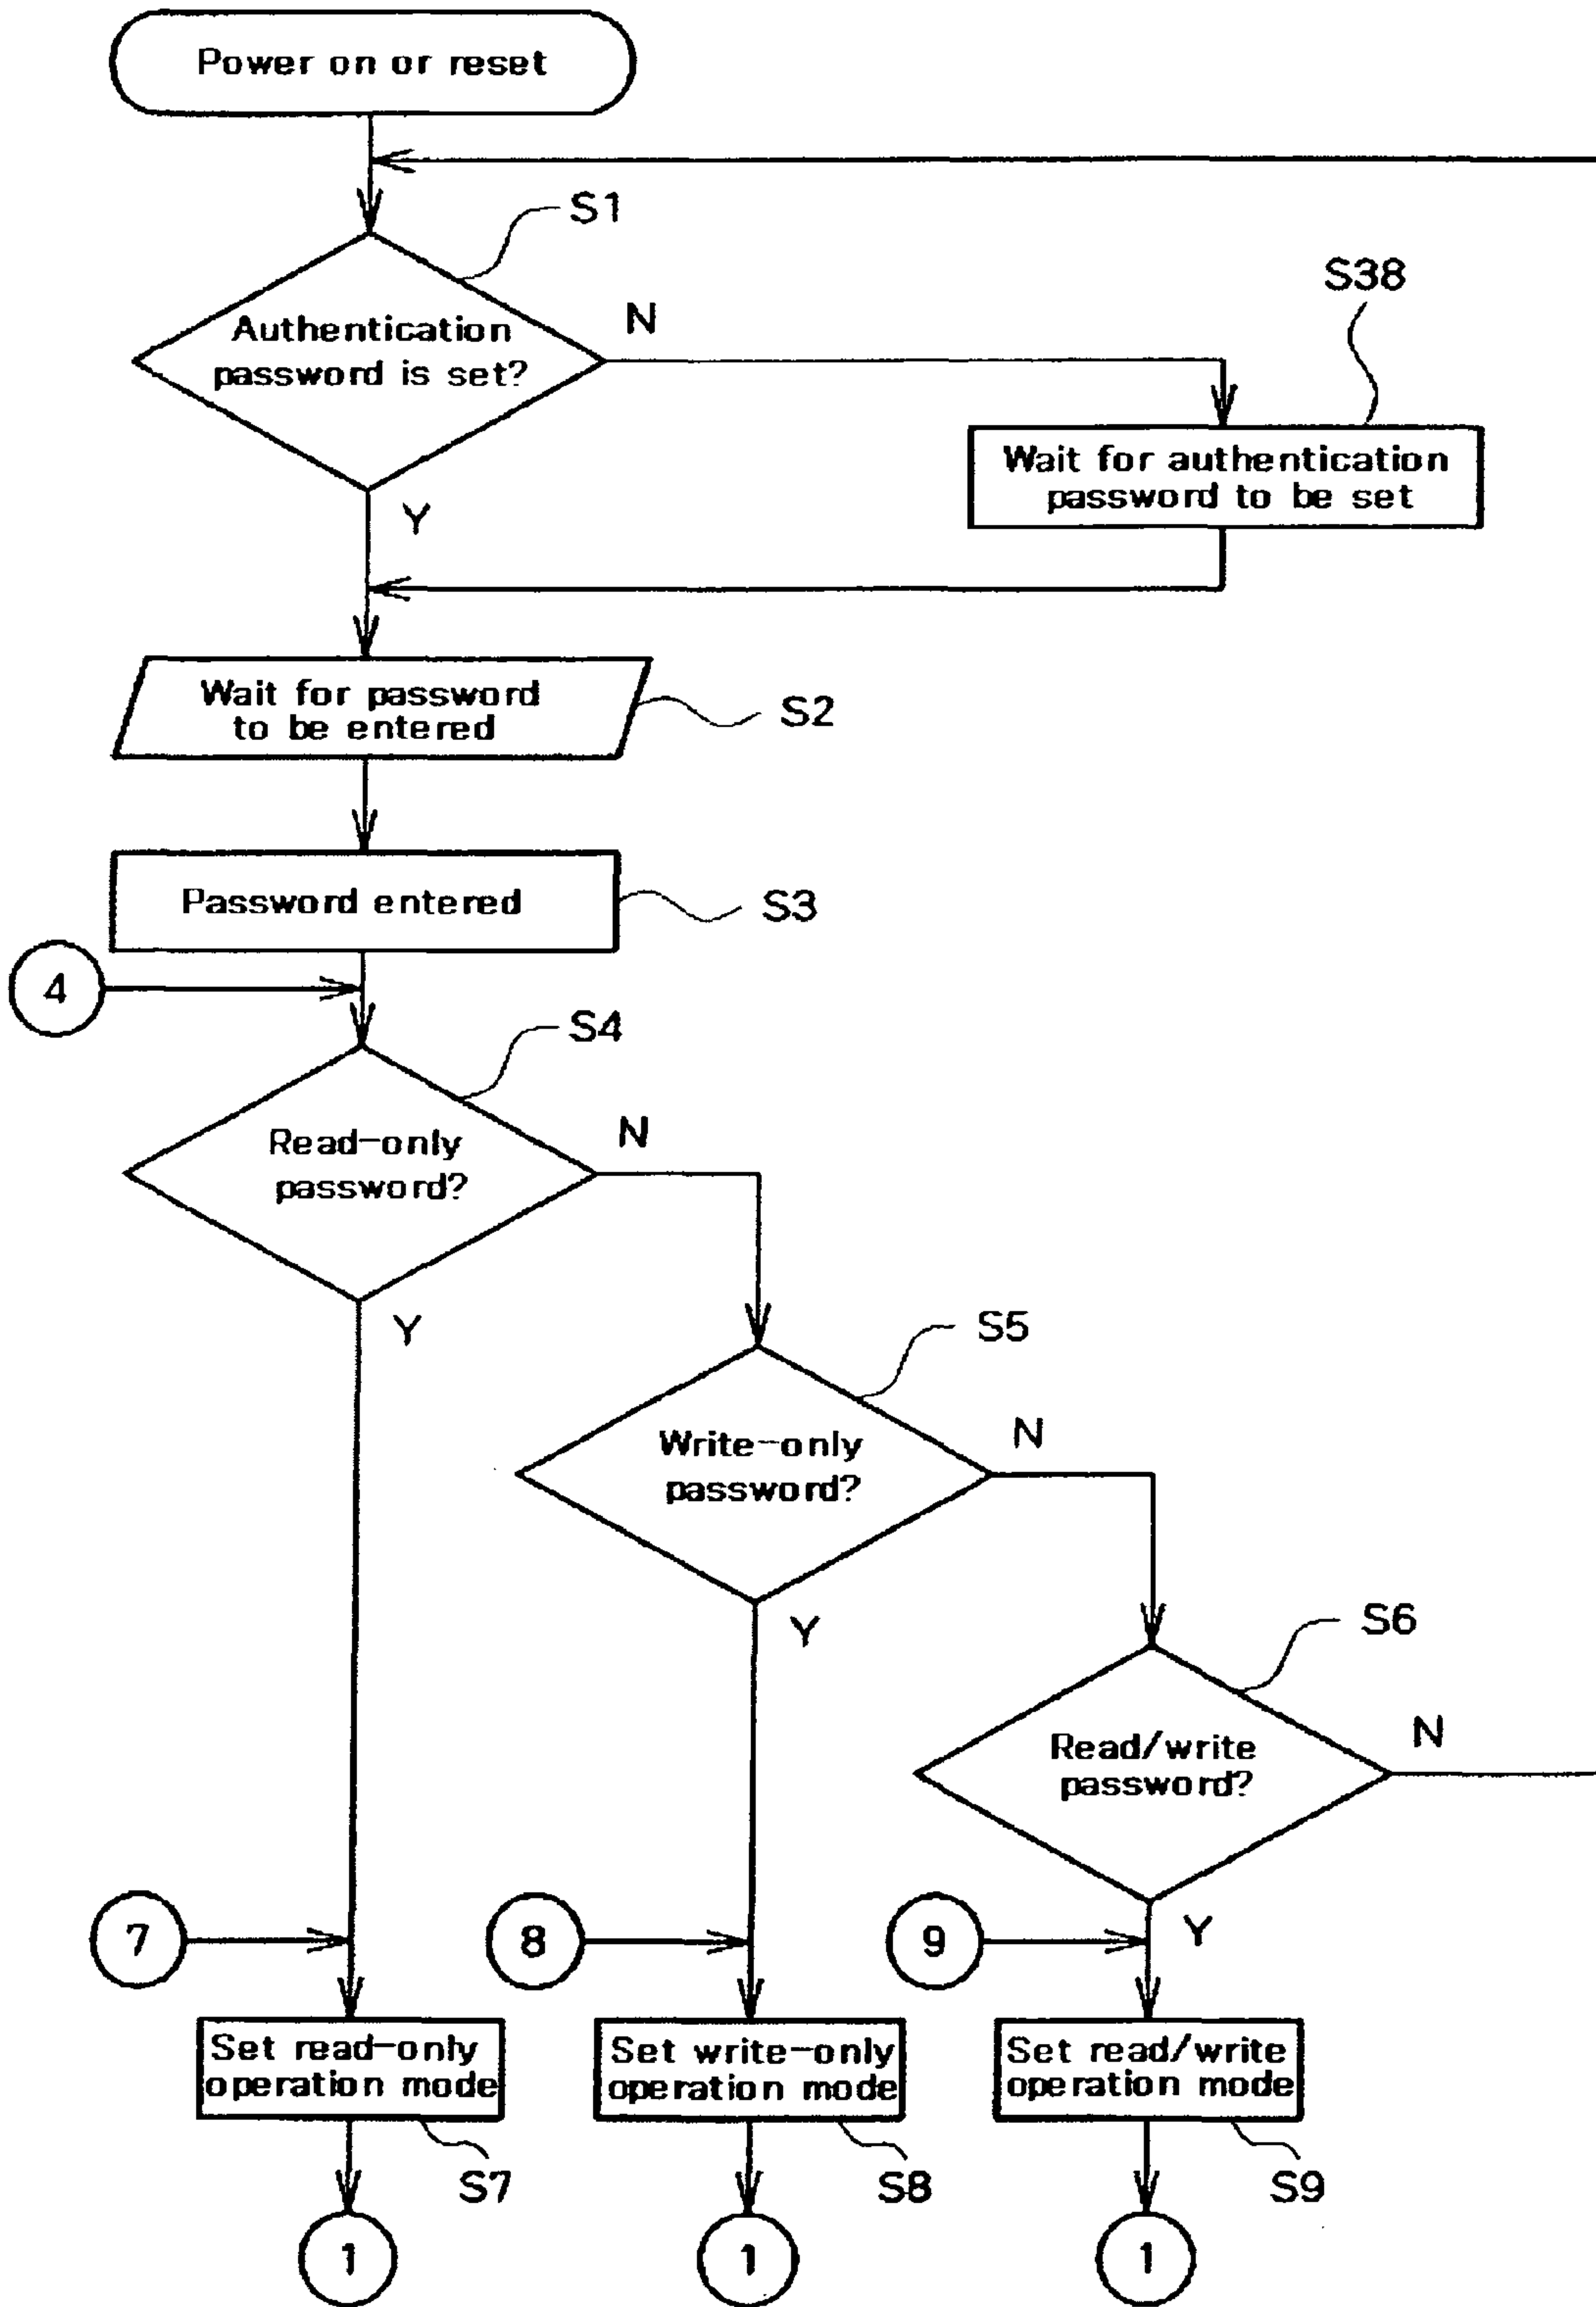 Power on or reset
S1
S38
Authentication
password is set?
N
Wait for authentication
password to be set
Y
Wait for password
to be entered
S2
Password entered
S3
4
S4
Read-only
password?
N
Y
S5
Write-only
password?
N
Y
S6
Read/write
password?
N
Y
7
8
9
Set read-only
operation mode
Set write-only
operation mode
Set read/write
operation mode
S7
S8
S9
1
1
1